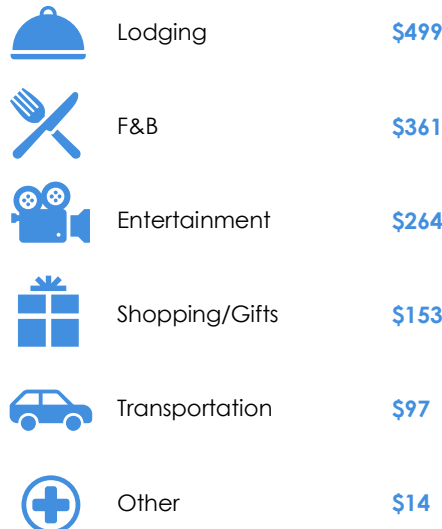 Lodging $499
F&B $361
Entertainment $264
Shopping/Gifts $153
Transportation $97
Other $14